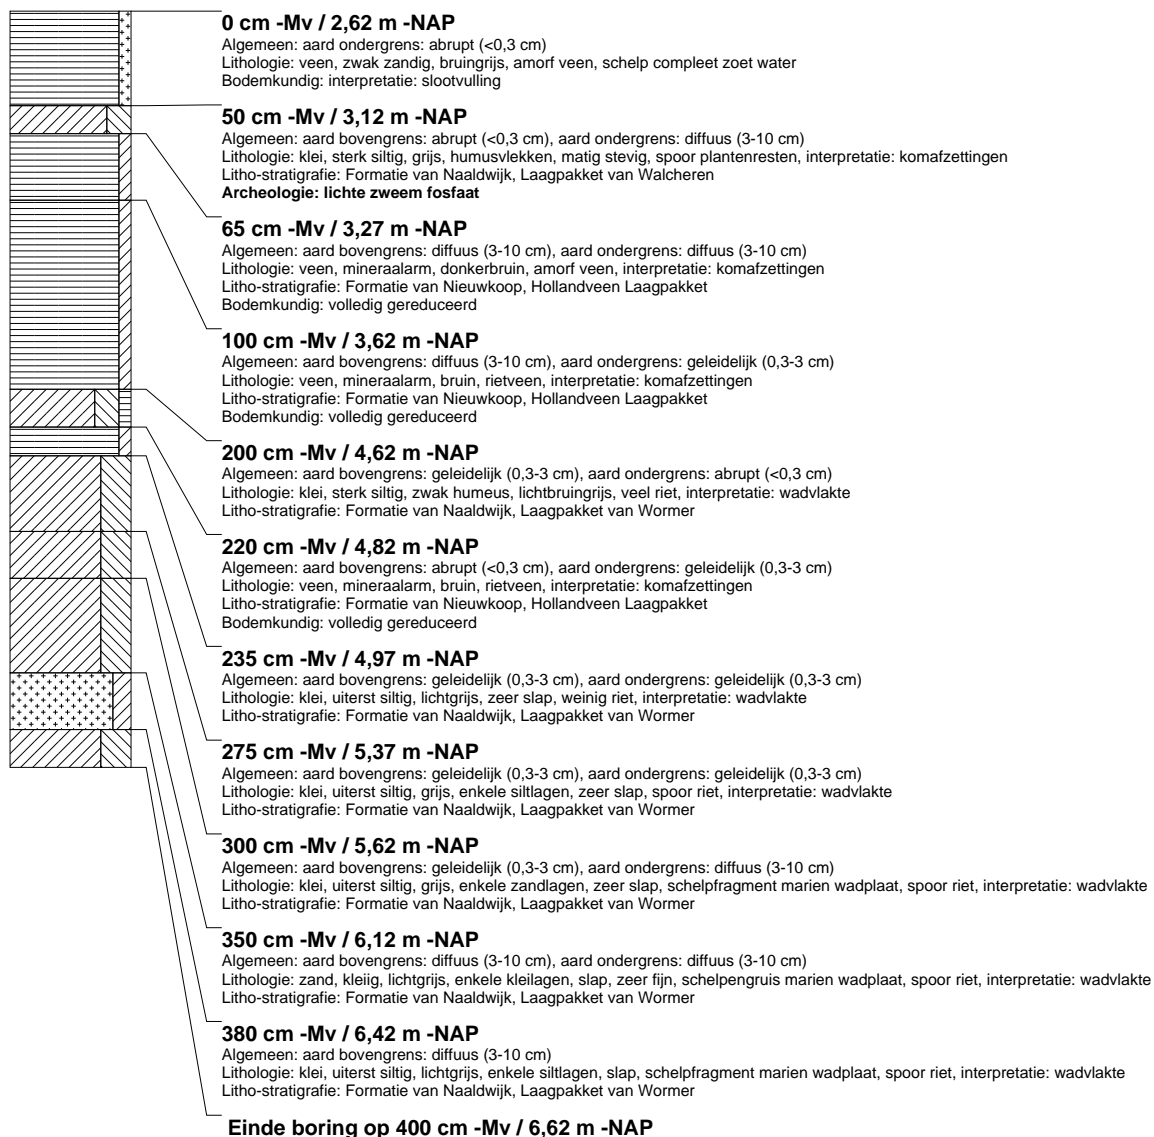 0 cm -Mv / 2,62 m -NAP
Algemeen: aard ondergrens: abrupt (<0,3 cm)
Lithologie: veen, zwak zandig, bruingrijs, amorf veen, schelp compleet zoet water
Bodemkundig: interpretatie: slootvulling
50 cm -Mv / 3,12 m -NAP
Algemeen: aard bovengrens: abrupt (<0,3 cm), aard ondergrens: diffuus (3-10 cm)
Lithologie: klei, sterk siltig, grijs, humusvlekken, matig stevig, spoor plantenresten, interpretatie: komafzettingen
Litho-stratigrafie: Formatie van Naaldwijk, Laagpakket van Walcheren
Archeologie: lichte zweem fosfaat
65 cm -Mv / 3,27 m -NAP
Algemeen: aard bovengrens: diffuus (3-10 cm), aard ondergrens: diffuus (3-10 cm)
Lithologie: veen, mineraalarm, donkerbruin, amorf veen, interpretatie: komafzettingen
Litho-stratigrafie: Formatie van Nieuwkoop, Hollandveen Laagpakket
Bodemkundig: volledig gereduceerd
100 cm -Mv / 3,62 m -NAP
Algemeen: aard bovengrens: diffuus (3-10 cm), aard ondergrens: geleidelijk (0,3-3 cm)
Lithologie: veen, mineraalarm, bruin, rietveen, interpretatie: komafzettingen
Litho-stratigrafie: Formatie van Nieuwkoop, Hollandveen Laagpakket
Bodemkundig: volledig gereduceerd
200 cm -Mv / 4,62 m -NAP
Algemeen: aard bovengrens: geleidelijk (0,3-3 cm), aard ondergrens: abrupt (<0,3 cm)
Lithologie: klei, sterk siltig, zwak humeus, lichtbruingrijs, veel riet, interpretatie: wadvlakte
Litho-stratigrafie: Formatie van Naaldwijk, Laagpakket van Wormer
220 cm -Mv / 4,82 m -NAP
Algemeen: aard bovengrens: abrupt (<0,3 cm), aard ondergrens: geleidelijk (0,3-3 cm)
Lithologie: veen, mineraalarm, bruin, rietveen, interpretatie: komafzettingen
Litho-stratigrafie: Formatie van Nieuwkoop, Hollandveen Laagpakket
Bodemkundig: volledig gereduceerd
235 cm -Mv / 4,97 m -NAP
Algemeen: aard bovengrens: geleidelijk (0,3-3 cm), aard ondergrens: geleidelijk (0,3-3 cm)
Lithologie: klei, uiterst siltig, lichtgrijs, zeer slap, weinig riet, interpretatie: wadvlakte
Litho-stratigrafie: Formatie van Naaldwijk, Laagpakket van Wormer
275 cm -Mv / 5,37 m -NAP
Algemeen: aard bovengrens: geleidelijk (0,3-3 cm), aard ondergrens: geleidelijk (0,3-3 cm)
Lithologie: klei, uiterst siltig, grijs, enkele siltlagen, zeer slap, spoor riet, interpretatie: wadvlakte
Litho-stratigrafie: Formatie van Naaldwijk, Laagpakket van Wormer
300 cm -Mv / 5,62 m -NAP
Algemeen: aard bovengrens: geleidelijk (0,3-3 cm), aard ondergrens: diffuus (3-10 cm)
Lithologie: klei, uiterst siltig, grijs, enkele zandlagen, zeer slap, schelpfragment marien wadplaat, spoor riet, interpretatie: wadvlakte
Litho-stratigrafie: Formatie van Naaldwijk, Laagpakket van Wormer
350 cm -Mv / 6,12 m -NAP
Algemeen: aard bovengrens: diffuus (3-10 cm), aard ondergrens: diffuus (3-10 cm)
Lithologie: zand, kleiig, lichtgrijs, enkele kleilagen, slap, zeer fijn, schelpengruis marien wadplaat, spoor riet, interpretatie: wadvlakte
Litho-stratigrafie: Formatie van Naaldwijk, Laagpakket van Wormer
380 cm -Mv / 6,42 m -NAP
Algemeen: aard bovengrens: diffuus (3-10 cm)
Lithologie: klei, uiterst siltig, lichtgrijs, enkele siltlagen, slap, schelpfragment marien wadplaat, spoor riet, interpretatie: wadvlakte
Litho-stratigrafie: Formatie van Naaldwijk, Laagpakket van Wormer
Einde boring op 400 cm -Mv / 6,62 m -NAP